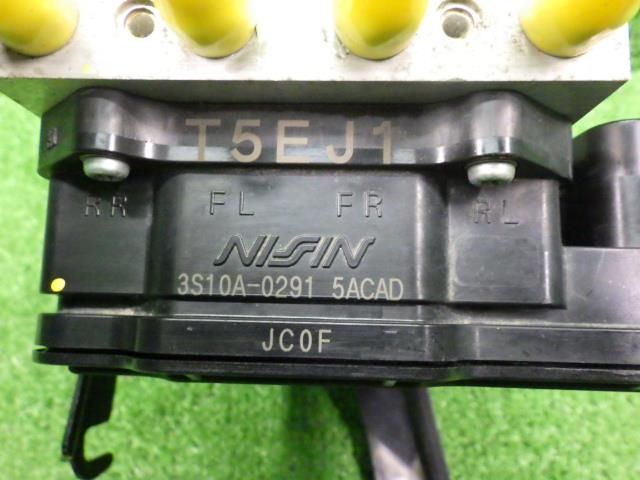 T5EJ1
RR FL FR RL
NISSIN
3S10A-0291 5ACAD
JC0F